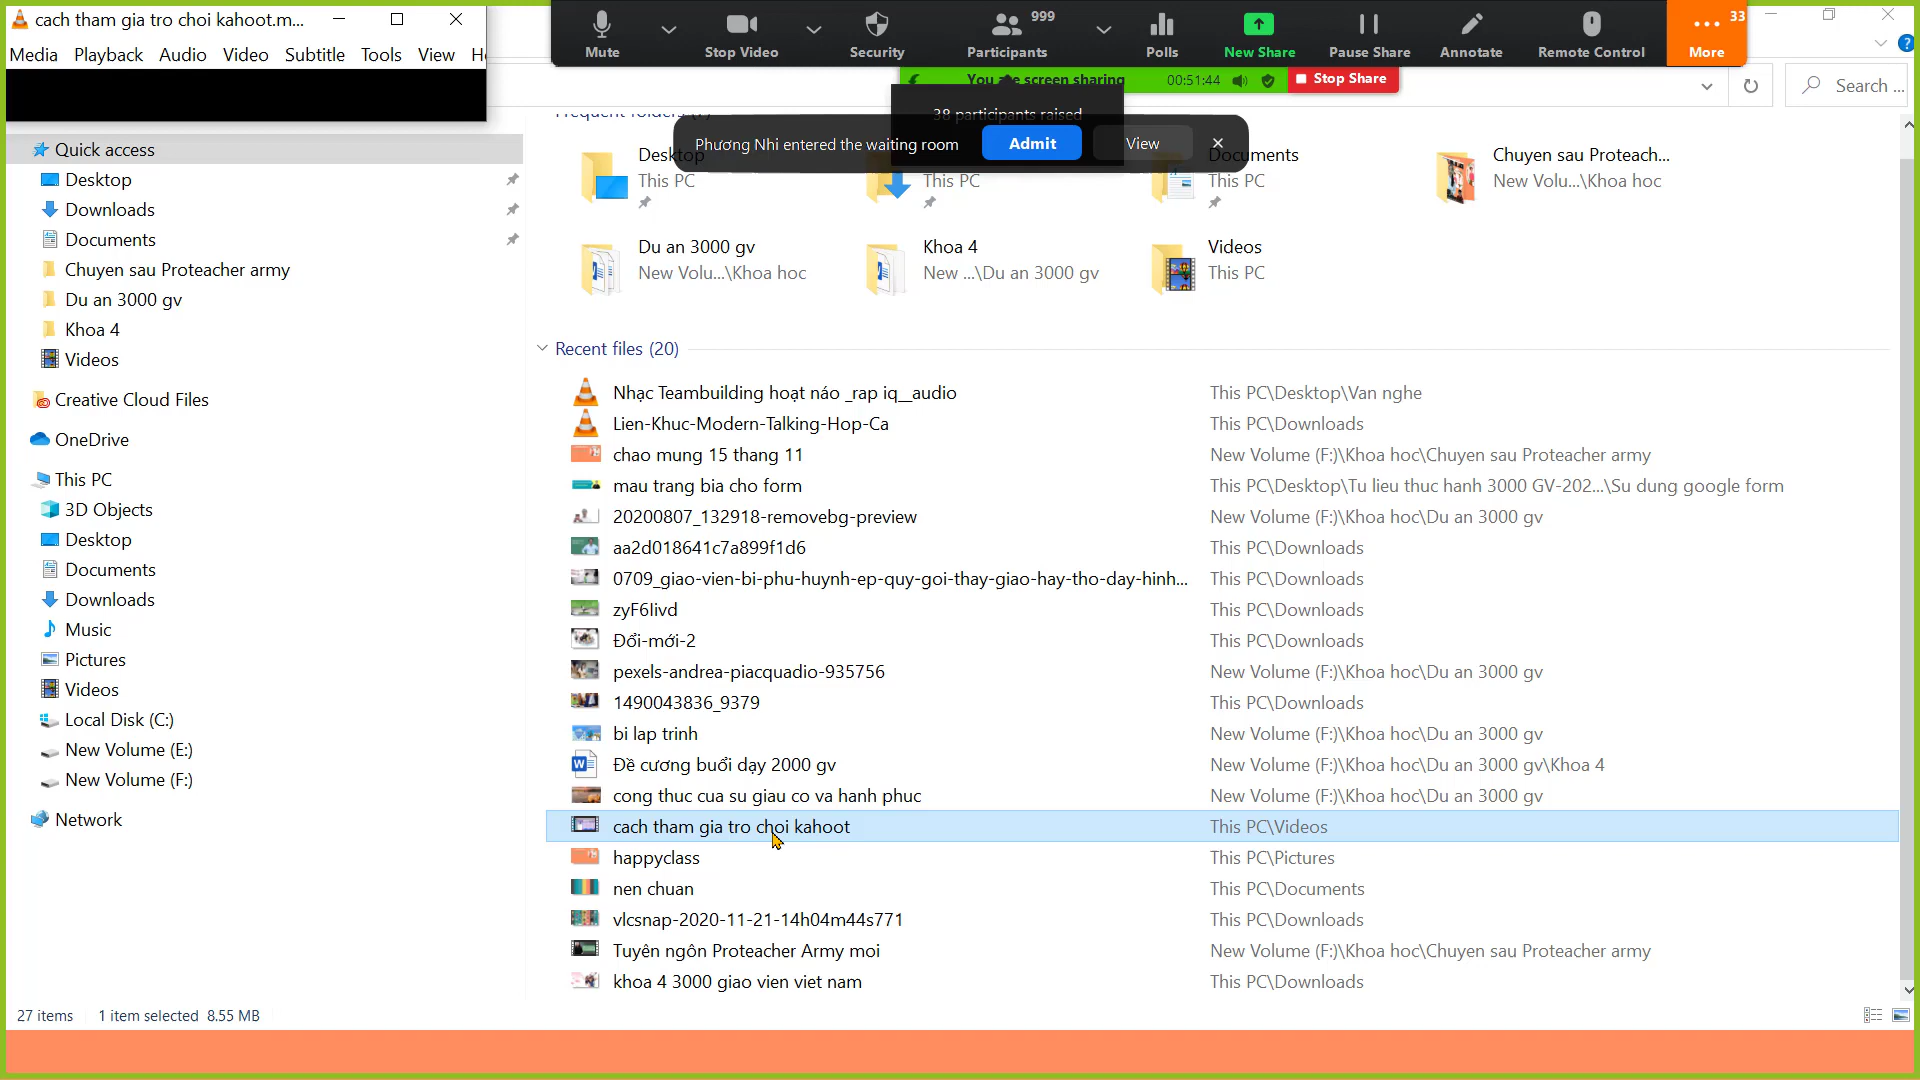 cach tham gia tro choi kahoot.m...
Media Playback Audio Video Subtitle Tools View
Mute
Stop Video
Security
999
Participants
Polls
New Share
Pause Share
Annotate
Remote Control
33
More
You are screen sharing
00:51:44
Stop Share
38 participants raised
Phương Nhi entered the waiting room
Admit
View
Search ...
Quick access
Desktop
Downloads
Documents
Chuyen sau Proteacher army
Du an 3000 gv
Khoa 4
Videos
Creative Cloud Files
OneDrive
This PC
3D Objects
Desktop
Documents
Downloads
Music
Pictures
Videos
Local Disk (C:)
New Volume (E:)
New Volume (F:)
Network
Frequent folders (7)
Desktop
This PC
This PC
Documents
This PC
Chuyen sau Proteach...
New Volu...\Khoa hoc
Du an 3000 gv
New Volu...\Khoa hoc
Khoa 4
New ...\Du an 3000 gv
Videos
This PC
Recent files (20)
Nhạc Teambuilding hoạt náo _rap iq__audio This PC\Desktop\Van nghe
Lien-Khuc-Modern-Talking-Hop-Ca This PC\Downloads
chao mung 15 thang 11 New Volume (F:)\Khoa hoc\Chuyen sau Proteacher army
mau trang bia cho form This PC\Desktop\Tu lieu thuc hanh 3000 GV-202...\Su dung google form
20200807_132918-removebg-preview New Volume (F:)\Khoa hoc\Du an 3000 gv
aa2d018641c7a899f1d6 This PC\Downloads
0709_giao-vien-bi-phu-huynh-ep-quy-goi-thay-giao-hay-tho-day-hinh... This PC\Downloads
zyF6Iivd This PC\Downloads
Đổi-mới-2 This PC\Downloads
pexels-andrea-piacquadio-935756 New Volume (F:)\Khoa hoc\Du an 3000 gv
1490043836_9379 This PC\Downloads
bi lap trinh New Volume (F:)\Khoa hoc\Du an 3000 gv
Đề cương buổi dạy 2000 gv New Volume (F:)\Khoa hoc\Du an 3000 gv\Khoa 4
cong thuc cua su giau co va hanh phuc New Volume (F:)\Khoa hoc\Du an 3000 gv
cach tham gia tro choi kahoot This PC\Videos
happyclass This PC\Pictures
nen chuan This PC\Documents
vlcsnap-2020-11-21-14h04m44s771 This PC\Downloads
Tuyên ngôn Proteacher Army moi New Volume (F:)\Khoa hoc\Chuyen sau Proteacher army
khoa 4 3000 giao vien viet nam This PC\Downloads
27 items 1 item selected 8.55 MB